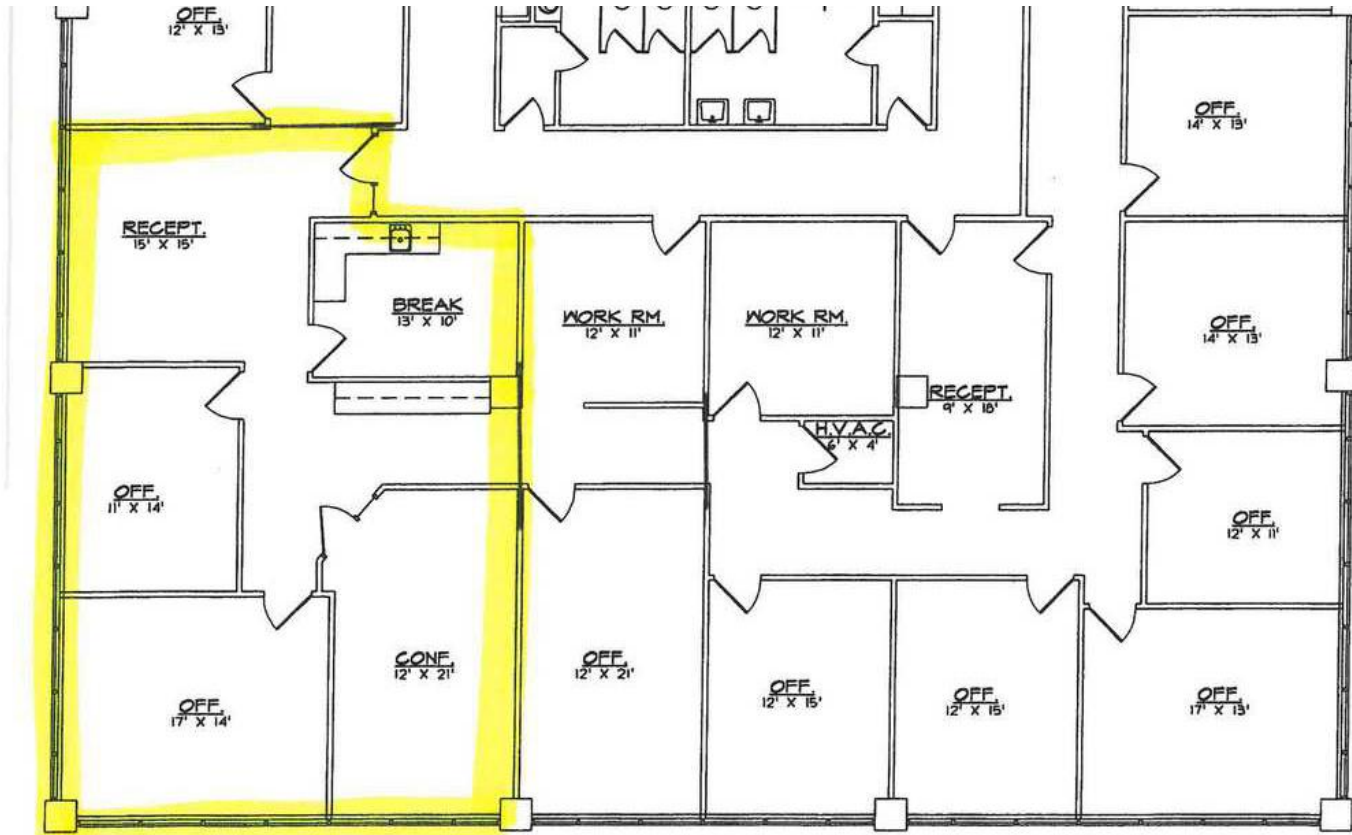 OFF.
12' X 13'
OFF.
14' X 13'
RECEPT.
15' X 15'
BREAK
13' X 10'
WORK RM.
12' X 11'
WORK RM.
12' X 11'
OFF.
14' X 13'
RECEPT.
9' X 18'
H.V.A.C.
6' X 4'
OFF.
11' X 14'
OFF.
12' X 11'
CONF.
12' X 21'
OFF.
12' X 21'
OFF.
17' X 14'
OFF.
12' X 15'
OFF.
12' X 15'
OFF.
17' X 13'